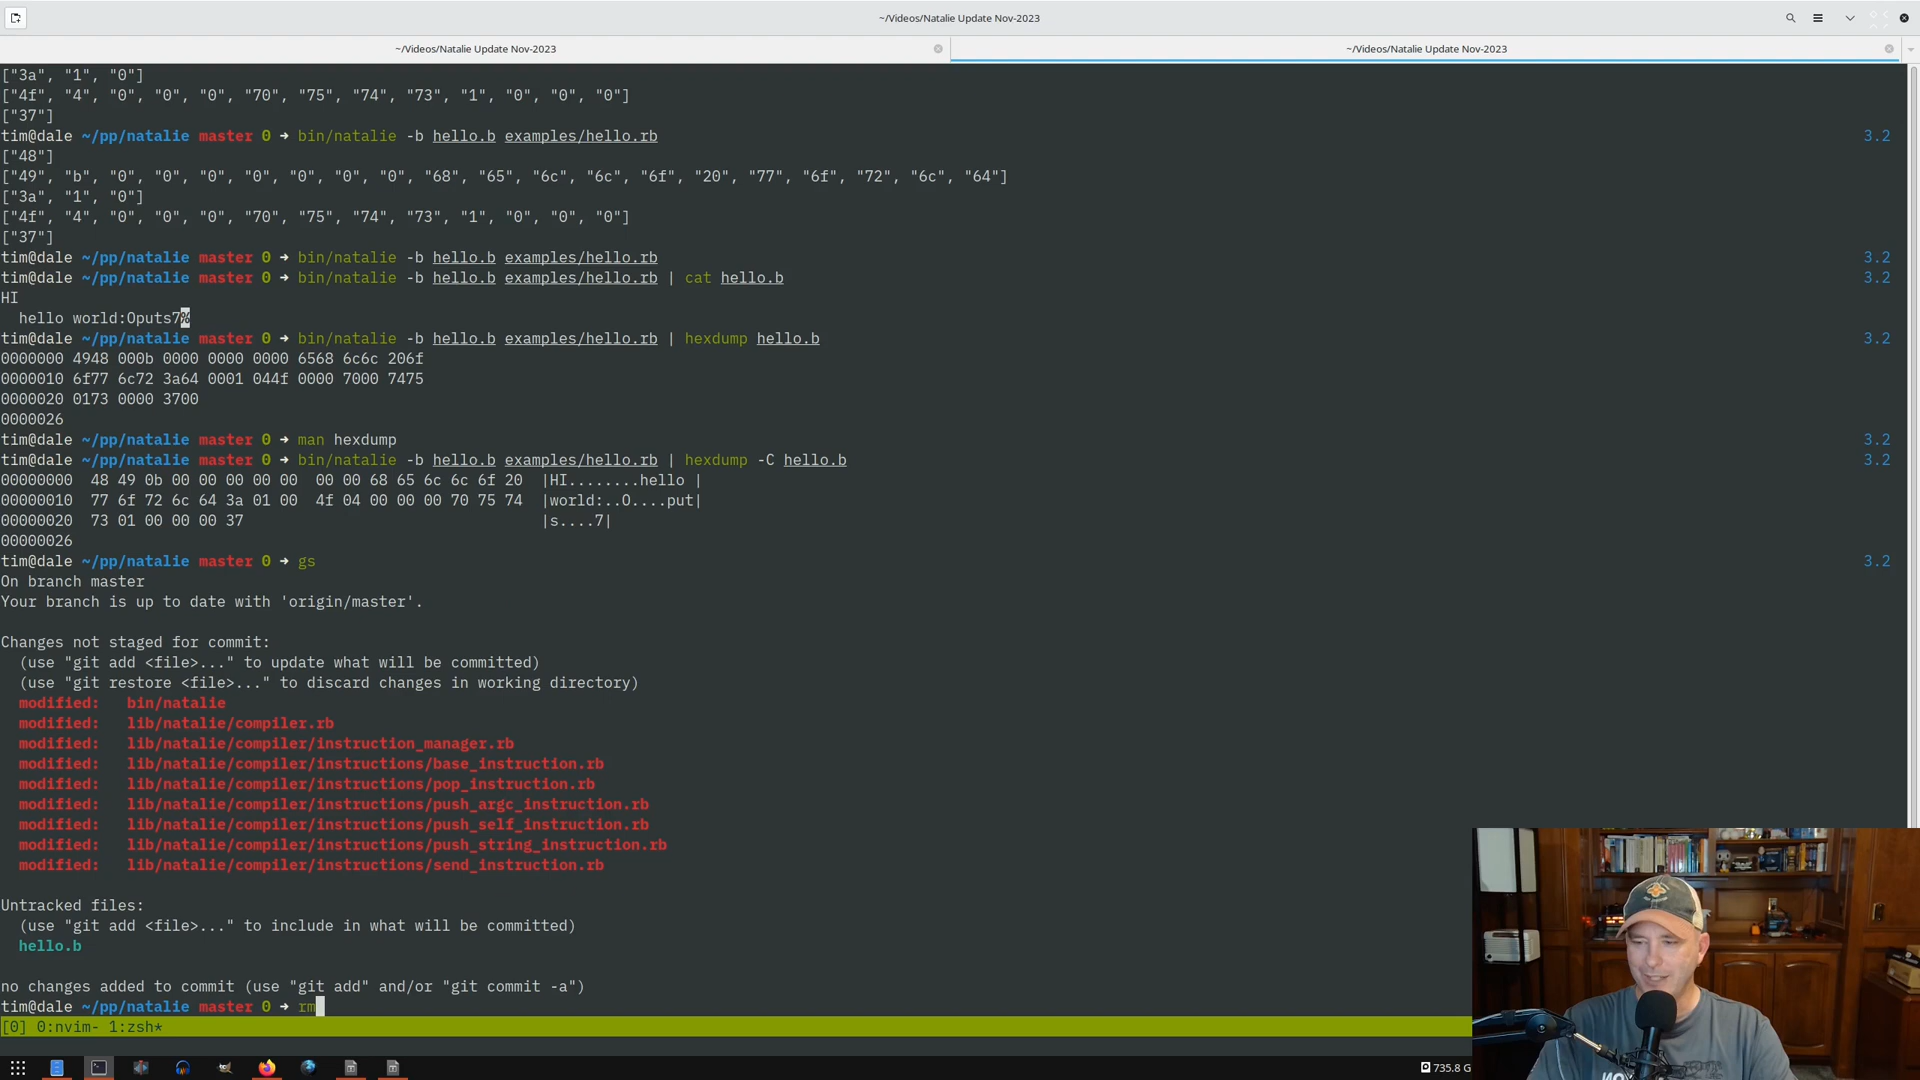 ~/Videos/Natalie Update Nov-2023
~/Videos/Natalie Update Nov-2023
~/Videos/Natalie Update Nov-2023
["3a", "1", "0"]
["4f", "4", "0", "0", "0", "70", "75", "74", "73", "1", "0", "0", "0"]
["37"]
tim@dale ~/pp/natalie master 0 → bin/natalie -b hello.b examples/hello.rb 3.2
["48"]
["49", "b", "0", "0", "0", "0", "0", "0", "0", "68", "65", "6c", "6c", "6f", "20", "77", "6f", "72", "6c", "64"]
["3a", "1", "0"]
["4f", "4", "0", "0", "0", "70", "75", "74", "73", "1", "0", "0", "0"]
["37"]
tim@dale ~/pp/natalie master 0 → bin/natalie -b hello.b examples/hello.rb 3.2
tim@dale ~/pp/natalie master 0 → bin/natalie -b hello.b examples/hello.rb | cat hello.b 3.2
HI
hello world:Oputs7%
tim@dale ~/pp/natalie master 0 → bin/natalie -b hello.b examples/hello.rb | hexdump hello.b 3.2
0000000 4948 000b 0000 0000 0000 6568 6c6c 206f
0000010 6f77 6c72 3a64 0001 044f 0000 7000 7475
0000020 0173 0000 3700
0000026
tim@dale ~/pp/natalie master 0 → man hexdump 3.2
tim@dale ~/pp/natalie master 0 → bin/natalie -b hello.b examples/hello.rb | hexdump -C hello.b 3.2
00000000  48 49 0b 00 00 00 00 00  00 00 68 65 6c 6c 6f 20  |HI........hello |
00000010  77 6f 72 6c 64 3a 01 00  4f 04 00 00 00 70 75 74  |world:..O....put|
00000020  73 01 00 00 00 37  |s....7|
00000026
tim@dale ~/pp/natalie master 0 → gs 3.2
On branch master
Your branch is up to date with 'origin/master'.
Changes not staged for commit:
(use "git add <file>..." to update what will be committed)
(use "git restore <file>..." to discard changes in working directory)
modified:   bin/natalie
modified:   lib/natalie/compiler.rb
modified:   lib/natalie/compiler/instruction_manager.rb
modified:   lib/natalie/compiler/instructions/base_instruction.rb
modified:   lib/natalie/compiler/instructions/pop_instruction.rb
modified:   lib/natalie/compiler/instructions/push_argc_instruction.rb
modified:   lib/natalie/compiler/instructions/push_self_instruction.rb
modified:   lib/natalie/compiler/instructions/push_string_instruction.rb
modified:   lib/natalie/compiler/instructions/send_instruction.rb
Untracked files:
(use "git add <file>..." to include in what will be committed)
hello.b
no changes added to commit (use "git add" and/or "git commit -a")
tim@dale ~/pp/natalie master 0 → rm
[0] 0:nvim- 1:zsh*
735.8 G